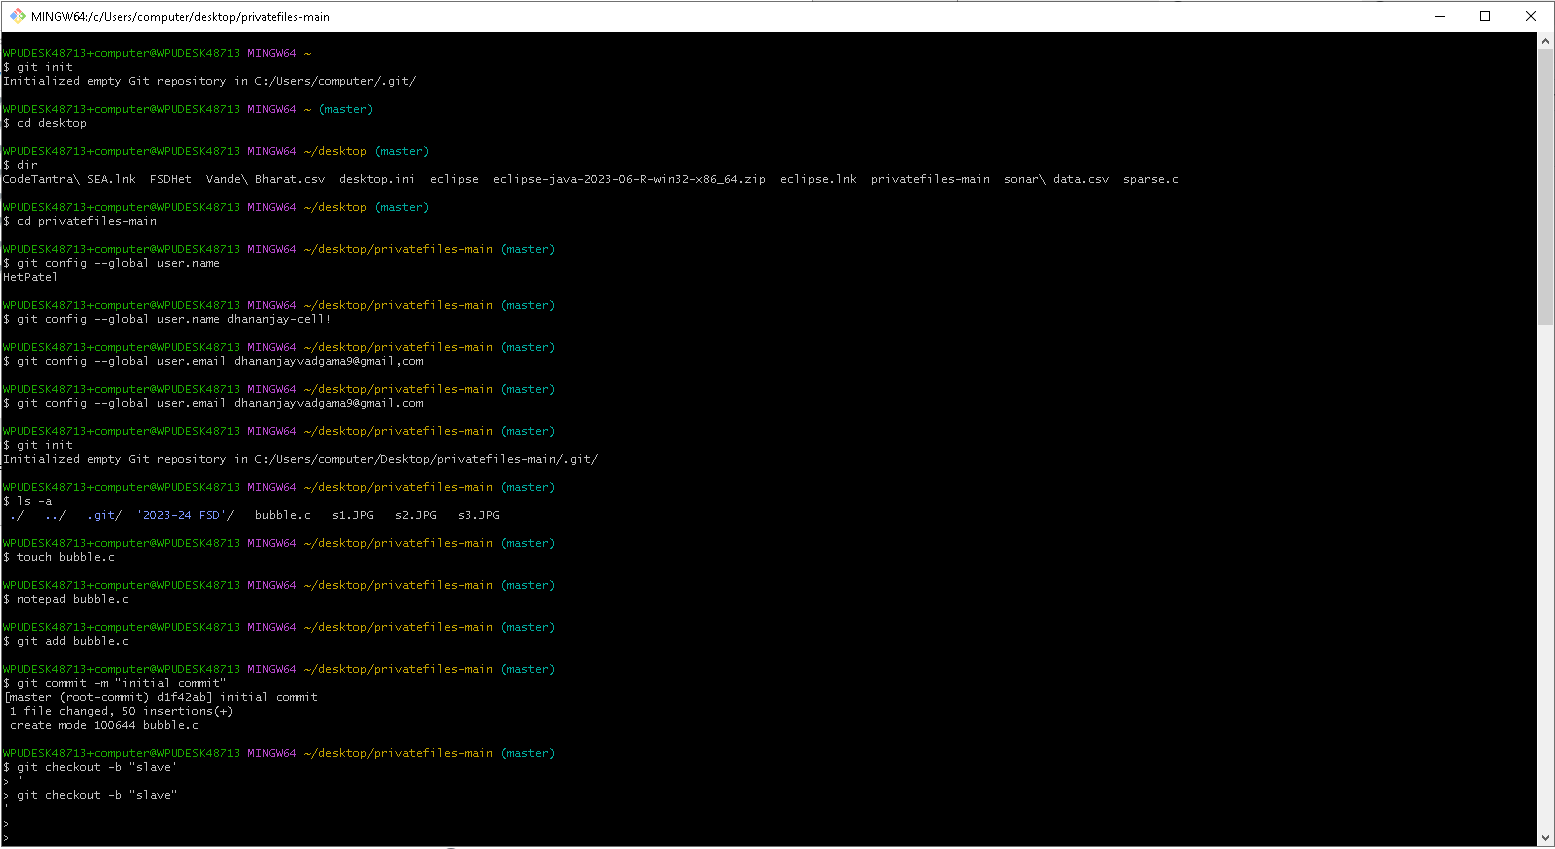 MINGW64:/c/Users/computer/desktop/privatefiles-main
WPUDESK48713+computer@WPUDESK48713 MINGW64 ~
$ git init
Initialized empty Git repository in C:/Users/computer/.git/
WPUDESK48713+computer@WPUDESK48713 MINGW64 ~ (master)
$ cd desktop
WPUDESK48713+computer@WPUDESK48713 MINGW64 ~/desktop (master)
$ dir
CodeTantra\ SEA.lnk  FSDHet  Vande\ Bharat.csv  desktop.ini  eclipse  eclipse-java-2023-06-R-win32-x86_64.zip  eclipse.lnk  privatefiles-main  sonar\ data.csv  sparse.c
WPUDESK48713+computer@WPUDESK48713 MINGW64 ~/desktop (master)
$ cd privatefiles-main
WPUDESK48713+computer@WPUDESK48713 MINGW64 ~/desktop/privatefiles-main (master)
$ git config --global user.name
HetPatel
WPUDESK48713+computer@WPUDESK48713 MINGW64 ~/desktop/privatefiles-main (master)
$ git config --global user.name dhananjay-cell!
WPUDESK48713+computer@WPUDESK48713 MINGW64 ~/desktop/privatefiles-main (master)
$ git config --global user.email dhananjayvadgama9@gmail,com
WPUDESK48713+computer@WPUDESK48713 MINGW64 ~/desktop/privatefiles-main (master)
$ git config --global user.email dhananjayvadgama9@gmail.com
WPUDESK48713+computer@WPUDESK48713 MINGW64 ~/desktop/privatefiles-main (master)
$ git init
Initialized empty Git repository in C:/Users/computer/Desktop/privatefiles-main/.git/
WPUDESK48713+computer@WPUDESK48713 MINGW64 ~/desktop/privatefiles-main (master)
$ ls -a
./   ../   .git/  '2023-24 FSD'/   bubble.c   s1.JPG   s2.JPG   s3.JPG
WPUDESK48713+computer@WPUDESK48713 MINGW64 ~/desktop/privatefiles-main (master)
$ touch bubble.c
WPUDESK48713+computer@WPUDESK48713 MINGW64 ~/desktop/privatefiles-main (master)
$ notepad bubble.c
WPUDESK48713+computer@WPUDESK48713 MINGW64 ~/desktop/privatefiles-main (master)
$ git add bubble.c
WPUDESK48713+computer@WPUDESK48713 MINGW64 ~/desktop/privatefiles-main (master)
$ git commit -m "initial commit"
[master (root-commit) d1f42ab] initial commit
1 file changed, 50 insertions(+)
create mode 100644 bubble.c
WPUDESK48713+computer@WPUDESK48713 MINGW64 ~/desktop/privatefiles-main (master)
$ git checkout -b "slave'
> '
> git checkout -b "slave"
'
>
>